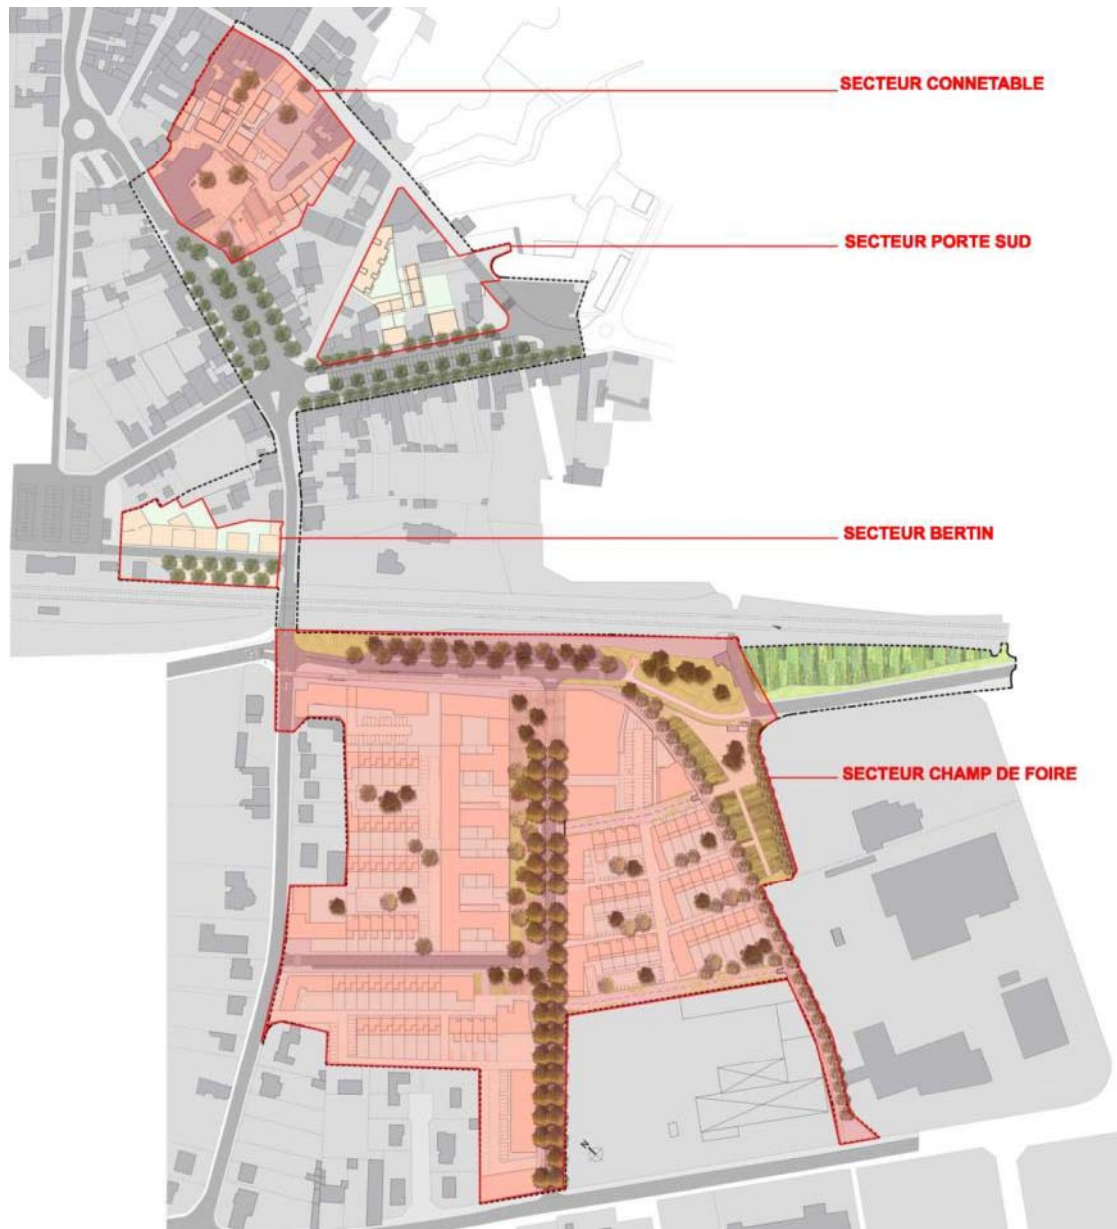 SECTEUR CONNETABLE
SECTEUR PORTE SUD
SECTEUR BERTIN
SECTEUR CHAMP DE FOIRE
N